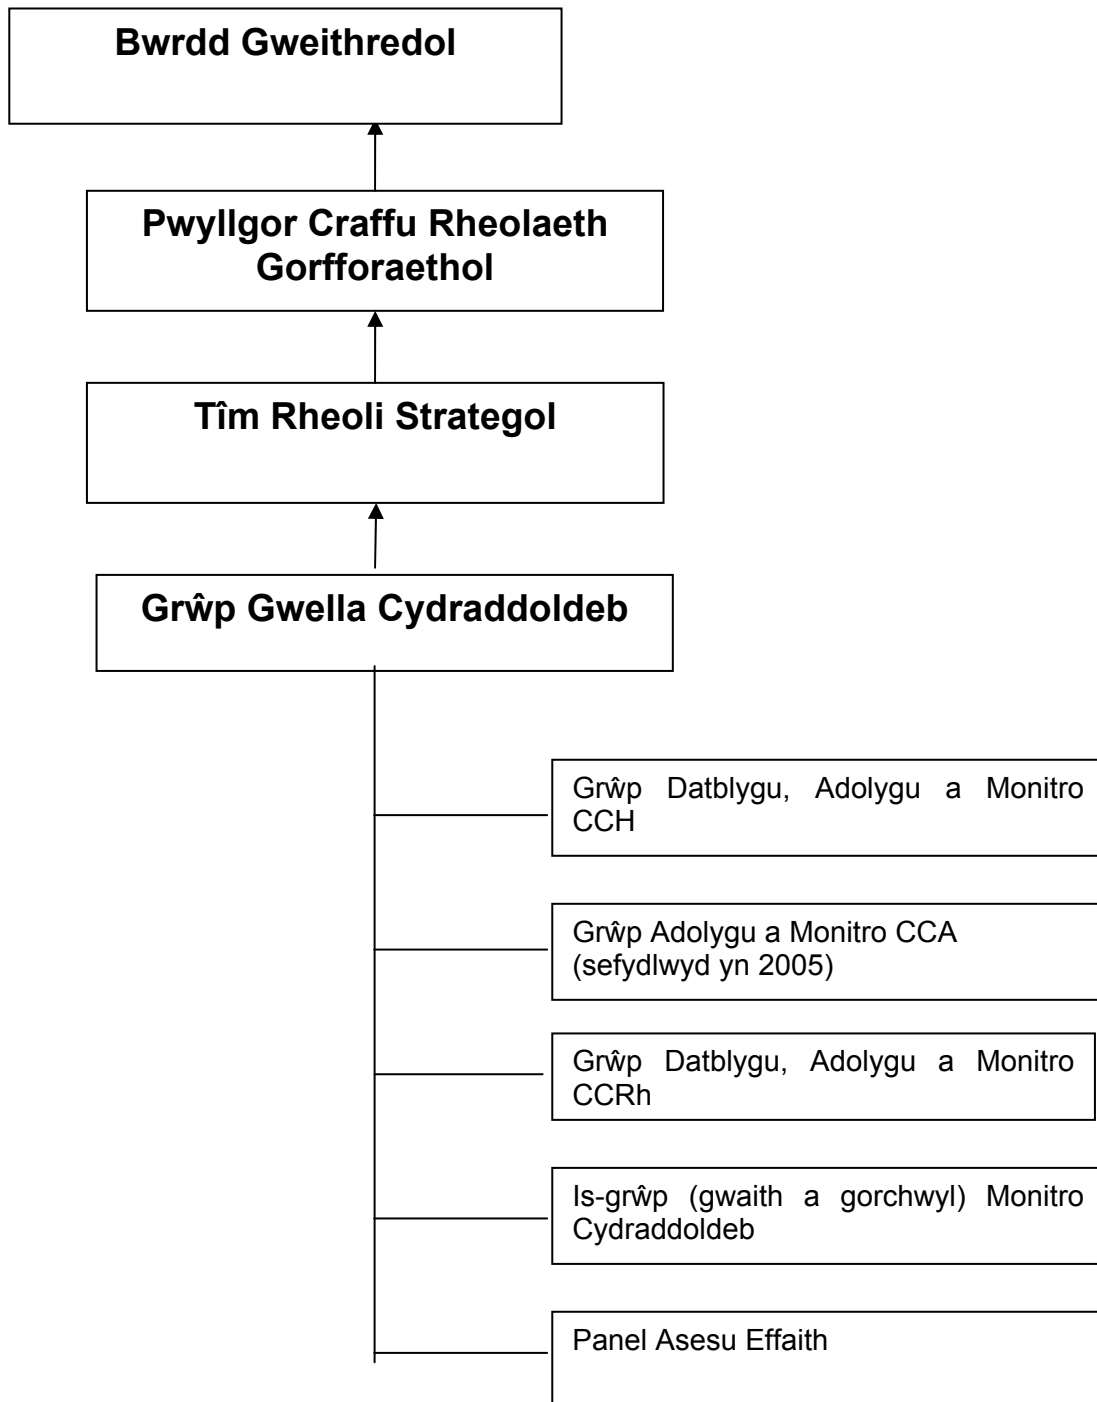 Bwrdd Gweithredol
Pwyllgor Craffu Rheolaeth
Gorfforaethol
Tîm Rheoli Strategol
Grŵp Gwella Cydraddoldeb
Grŵp Datblygu, Adolygu a Monitro
CCH
Grŵp Adolygu a Monitro CCA
(sefydlwyd yn 2005)
Grŵp Datblygu, Adolygu a Monitro
CCRh
Is-grŵp (gwaith a gorchwyl) Monitro
Cydraddoldeb
Panel Asesu Effaith